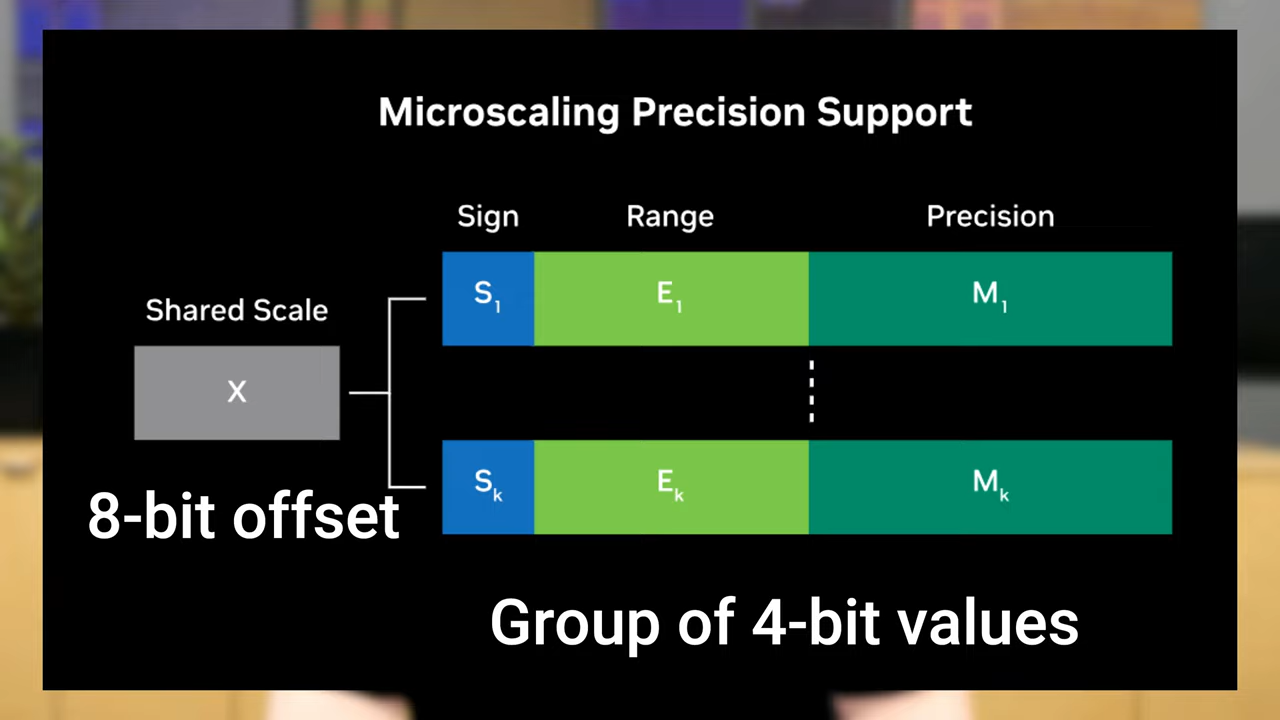 Microscaling Precision Support
Sign Range Precision
S1 E1 M1
Shared Scale
X
Sk Ek Mk
8-bit offset
Group of 4-bit values